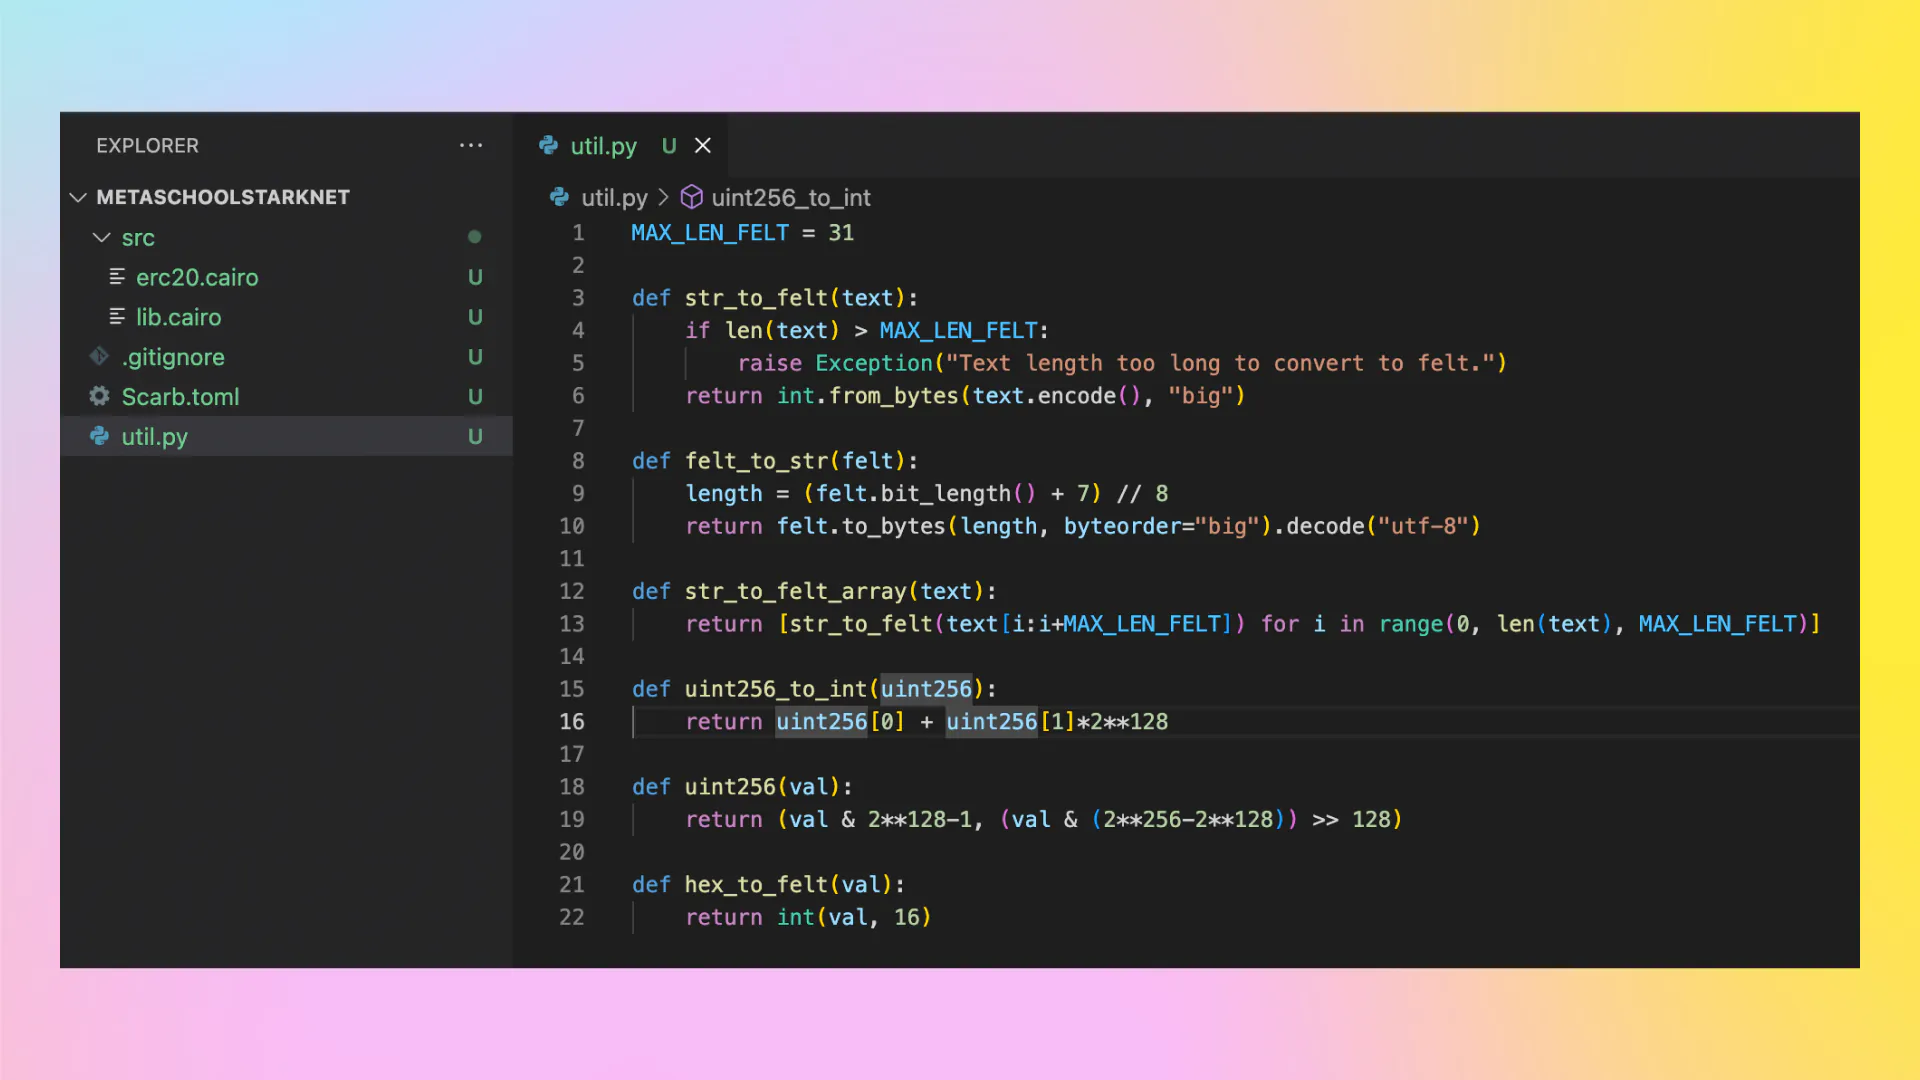 EXPLORER ...
METASCHOOLSTARKNET
src
erc20.cairo U
lib.cairo U
.gitignore U
Scarb.toml U
util.py U
util.py U
util.py > uint256_to_int
1 MAX_LEN_FELT = 31
2
3 def str_to_felt(text):
4     if len(text) > MAX_LEN_FELT:
5         raise Exception("Text length too long to convert to felt.")
6     return int.from_bytes(text.encode(), "big")
7
8 def felt_to_str(felt):
9     length = (felt.bit_length() + 7) // 8
10     return felt.to_bytes(length, byteorder="big").decode("utf-8")
11
12 def str_to_felt_array(text):
13     return [str_to_felt(text[i:i+MAX_LEN_FELT]) for i in range(0, len(text), MAX_LEN_FELT)]
14
15 def uint256_to_int(uint256):
16     return uint256[0] + uint256[1]*2**128
17
18 def uint256(val):
19     return (val & 2**128-1, (val & (2**256-2**128)) >> 128)
20
21 def hex_to_felt(val):
22     return int(val, 16)